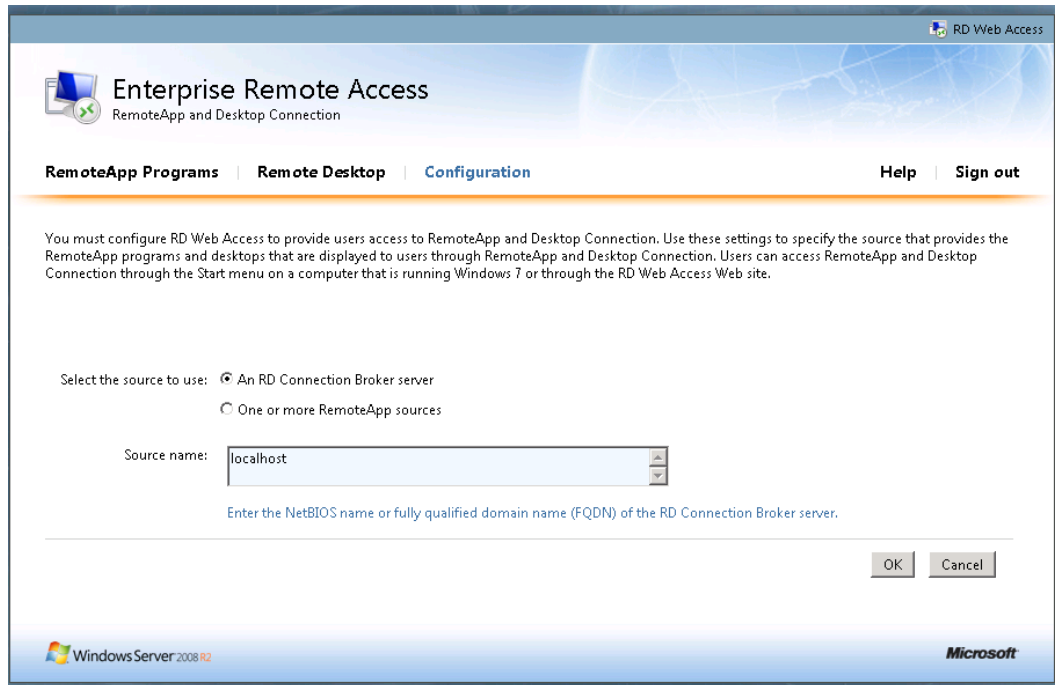 RD Web Access
Enterprise Remote Access
RemoteApp and Desktop Connection
RemoteApp Programs | Remote Desktop | Configuration Help | Sign out
You must configure RD Web Access to provide users access to RemoteApp and Desktop Connection. Use these settings to specify the source that provides the
RemoteApp programs and desktops that are displayed to users through RemoteApp and Desktop Connection. Users can access RemoteApp and Desktop
Connection through the Start menu on a computer that is running Windows 7 or through the RD Web Access Web site.
Select the source to use: An RD Connection Broker server
One or more RemoteApp sources
Source name: localhost
Enter the NetBIOS name or fully qualified domain name (FQDN) of the RD Connection Broker server.
OK Cancel
Windows Server 2008 R2 Microsoft